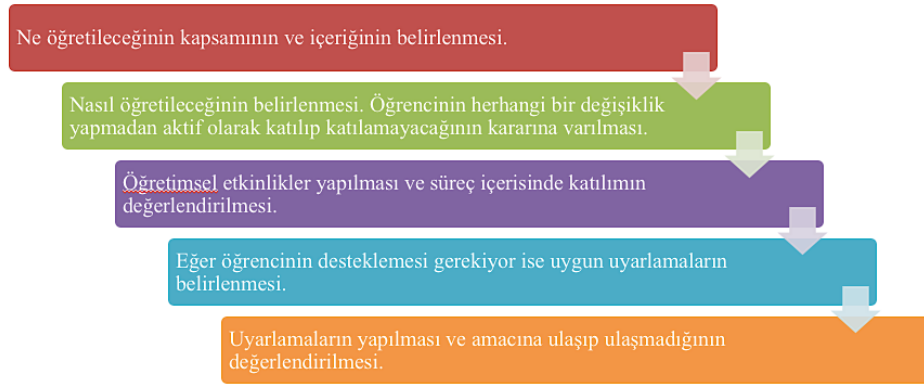 Ne öğretileceğinin kapsamının ve içeriğinin belirlenmesi.
Nasıl öğretileceğinin belirlenmesi. Öğrencinin herhangi bir değişiklik
yapmadan aktif olarak katılıp katılamayacağının kararına varılması.
Öğretimsel etkinlikler yapılması ve süreç içerisinde katılımın
değerlendirilmesi.
Eğer öğrencinin desteklemesi gerekiyor ise uygun uyarlamaların
belirlenmesi.
Uyarlamaların yapılması ve amacına ulaşıp ulaşmadığının
değerlendirilmesi.